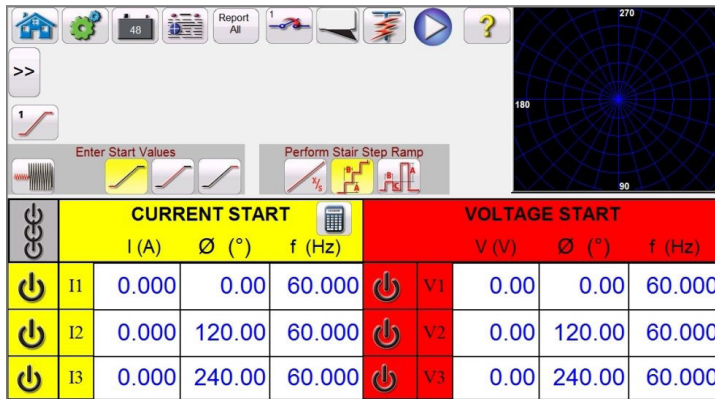 48
Report
All
1
?
270
>>
180
1
Enter Start Values
Perform Stair Step Ramp
X/s
B A
B C A
90
CURRENT START
VOLTAGE START
I (A) Ø (°) f (Hz)
V (V) Ø (°) f (Hz)
I1 0.000 0.00 60.000 V1 0.00 0.00 60.000
I2 0.000 120.00 60.000 V2 0.00 120.00 60.000
I3 0.000 240.00 60.000 V3 0.00 240.00 60.000